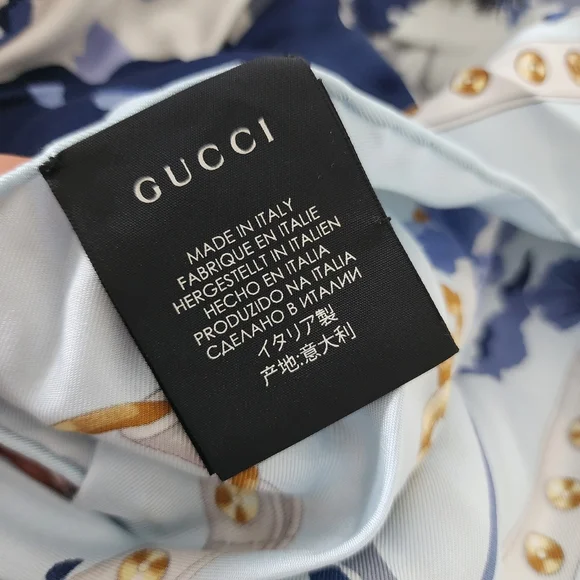 GUCCI
MADE IN ITALY
FABRIQUE EN ITALIE
HERGESTELLT IN ITALIEN
HECHO EN ITALIA
PRODUZIDO NA ITALIA
СДЕЛАНО В ИТАЛИИ
イタリア製
产地:意大利